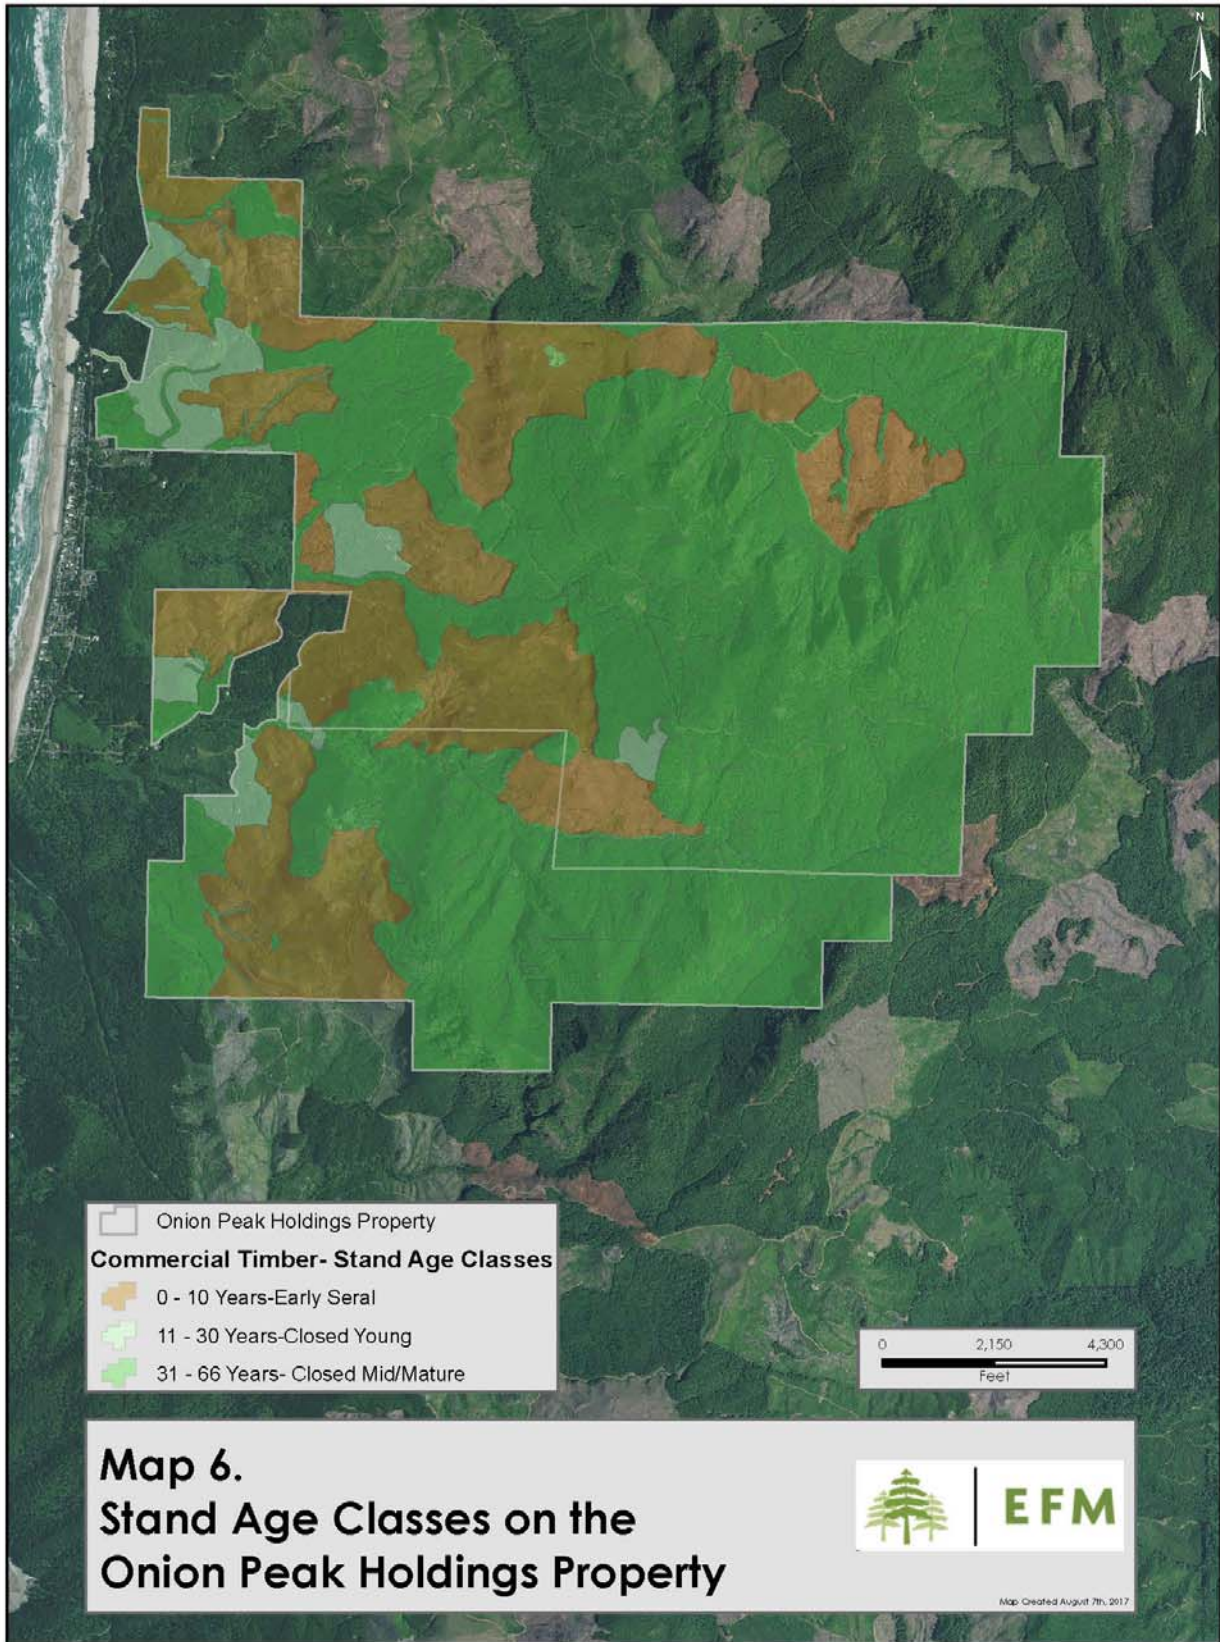 N
Onion Peak Holdings Property
Commercial Timber- Stand Age Classes
0 - 10 Years-Early Seral
11 - 30 Years-Closed Young
31 - 66 Years- Closed Mid/Mature
0 2,150 4,300
Feet
Map 6.
Stand Age Classes on the
Onion Peak Holdings Property
EFM
Map Created August 7th, 2017